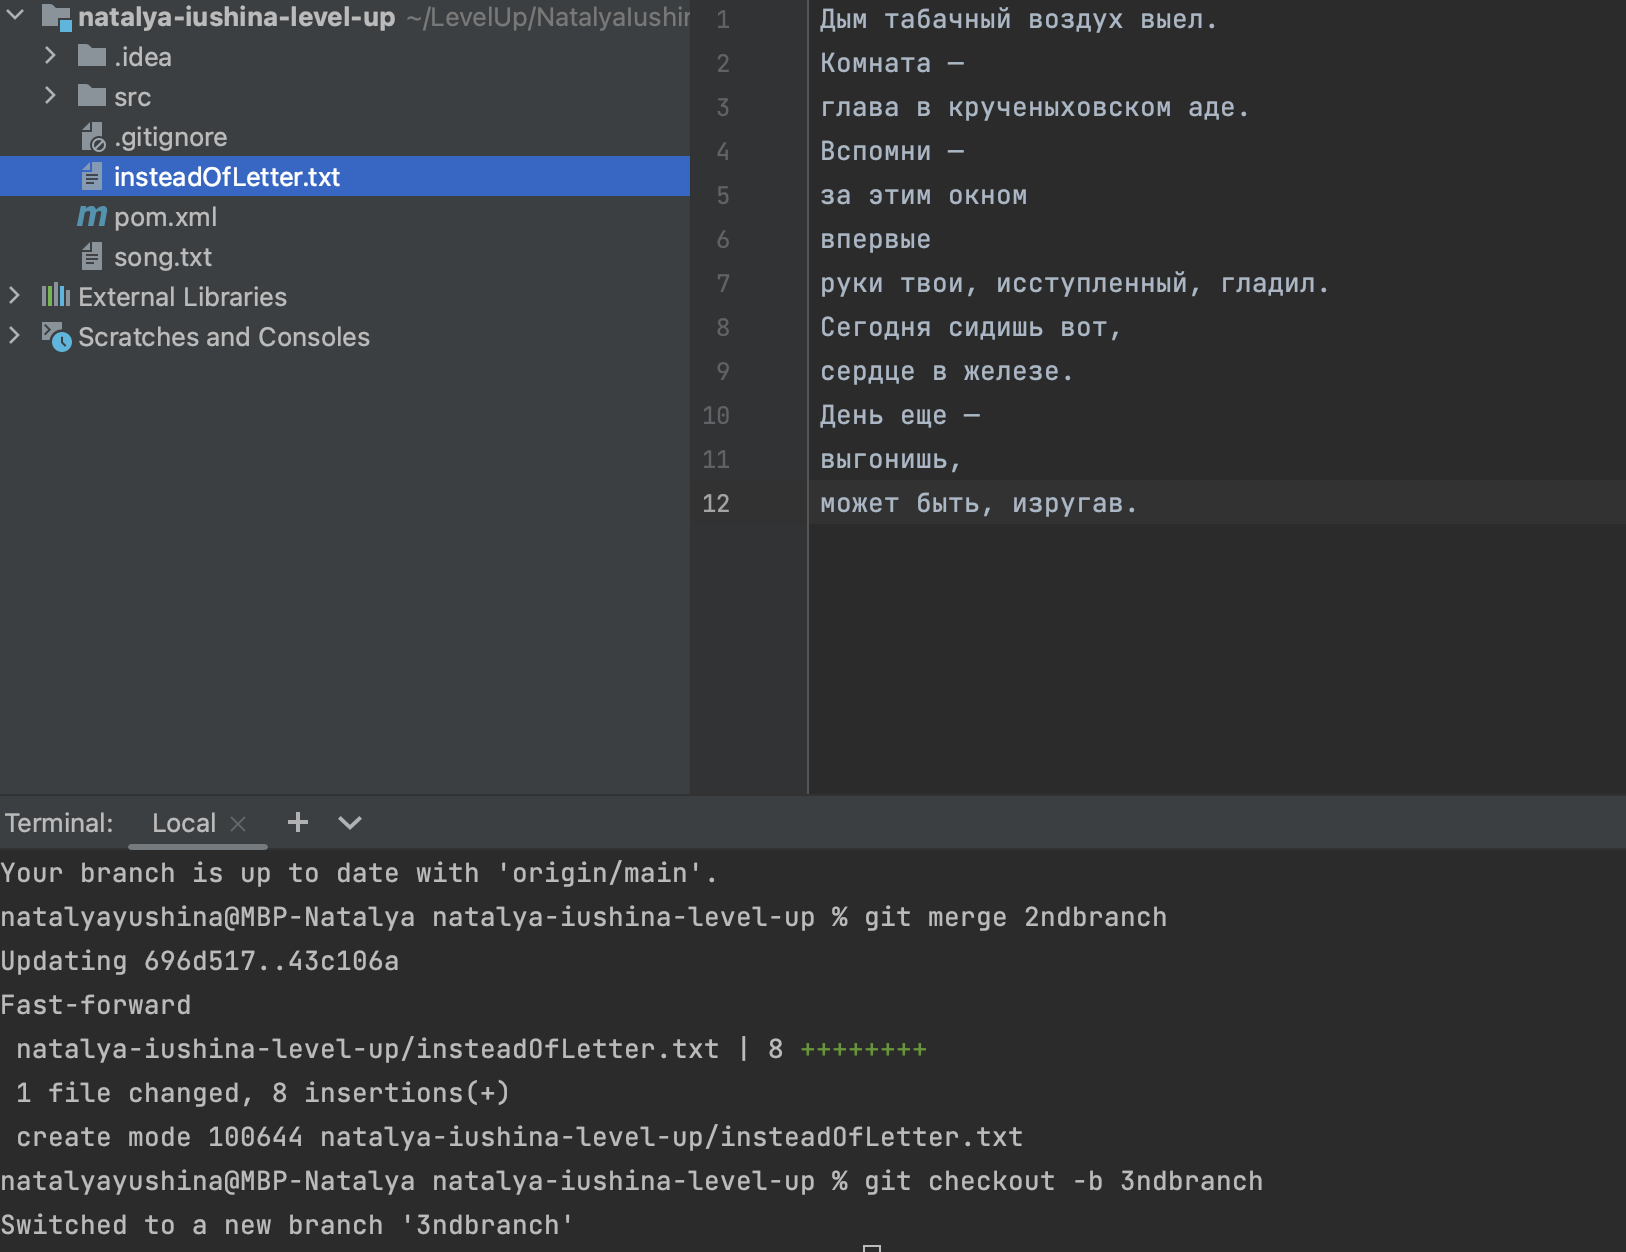 natalya-iushina-level-up ~/LevelUp/NatalyaIushin
.idea
src
.gitignore
insteadOfLetter.txt
pom.xml
song.txt
External Libraries
Scratches and Consoles
1 Дым табачный воздух выел.
2 Комната —
3 глава в крученыховском аде.
4 Вспомни —
5 за этим окном
6 впервые
7 руки твои, исступленный, гладил.
8 Сегодня сидишь вот,
9 сердце в железе.
10 День еще —
11 выгонишь,
12 может быть, изругав.
Terminal: Local
Your branch is up to date with 'origin/main'.
natalyayushina@MBP-Natalya natalya-iushina-level-up % git merge 2ndbranch
Updating 696d517..43c106a
Fast-forward
natalya-iushina-level-up/insteadOfLetter.txt | 8 ++++++++
1 file changed, 8 insertions(+)
create mode 100644 natalya-iushina-level-up/insteadOfLetter.txt
natalyayushina@MBP-Natalya natalya-iushina-level-up % git checkout -b 3ndbranch
Switched to a new branch '3ndbranch'